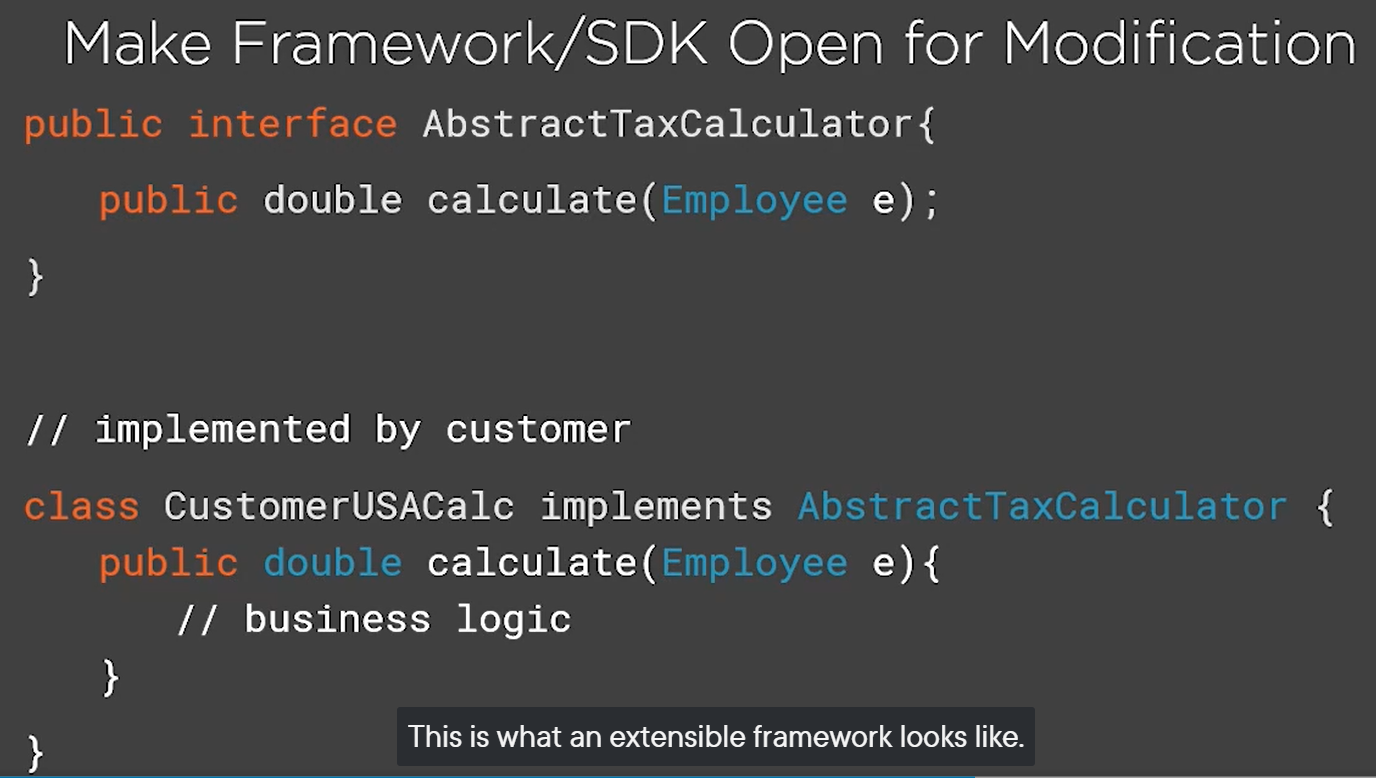 Make Framework/SDK Open for Modification
public interface AbstractTaxCalculator{
public double calculate(Employee e);
}
// implemented by customer
class CustomerUSACalc implements AbstractTaxCalculator {
public double calculate(Employee e){
// business logic
}
}
This is what an extensible framework looks like.